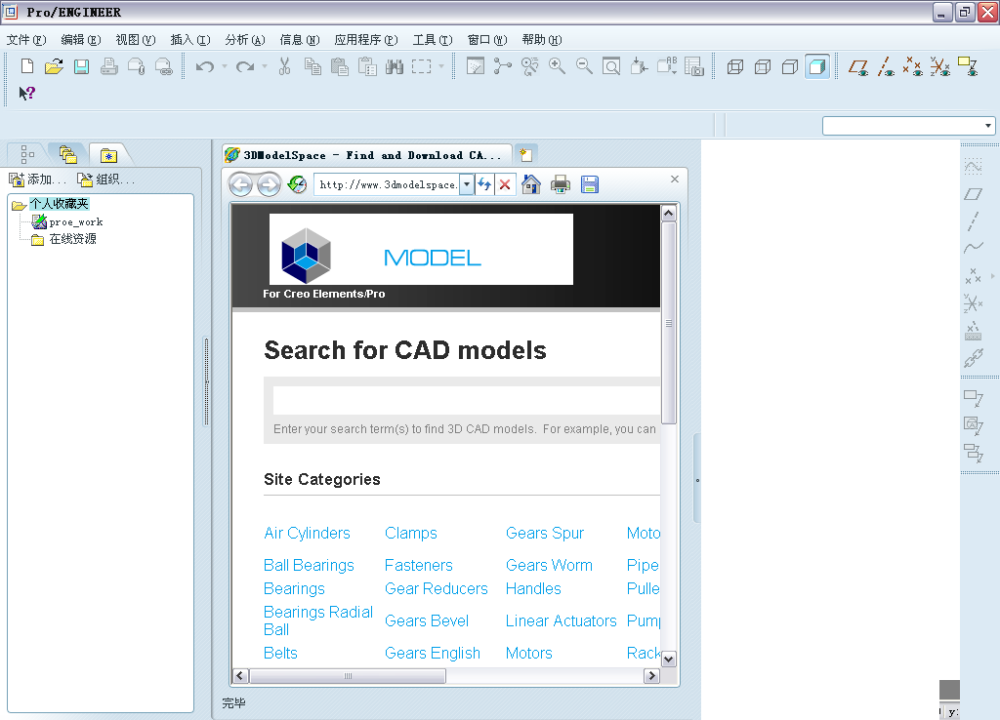 Pro/ENGINEER
文件(F) 编辑(E) 视图(V) 插入(I) 分析(A) 信息(N) 应用程序(P) 工具(T) 窗口(W) 帮助(H)
3DModelSpace - Find and Download CA...
添加... 组织...
http://www.3dmodelspace.
个人收藏夹
proe_work
在线资源
MODEL
For Creo Elements/Pro
Search for CAD models
Enter your search term(s) to find 3D CAD models. For example, you can
Site Categories
Air Cylinders Clamps Gears Spur Moto
Ball Bearings Fasteners Gears Worm Pipe
Bearings Gear Reducers Handles Pulle
Bearings Radial Ball Gears Bevel Linear Actuators Pump
Belts Gears English Motors Rack
完毕
y: